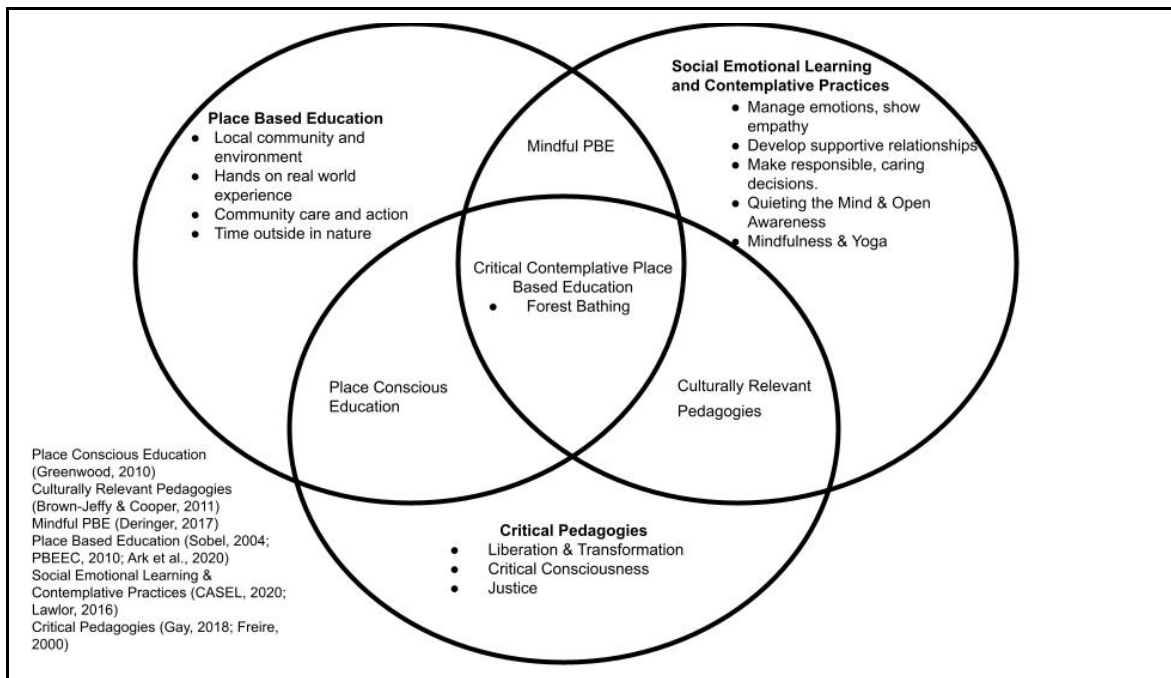 Place Based Education
● Local community and
environment
● Hands on real world
experience
● Community care and action
● Time outside in nature
Mindful PBE
Social Emotional Learning
and Contemplative Practices
● Manage emotions, show
empathy
● Develop supportive relationships
● Make responsible, caring
decisions.
● Quieting the Mind & Open
Awareness
● Mindfulness & Yoga
Critical Contemplative Place
Based Education
● Forest Bathing
Place Conscious
Education
Culturally Relevant
Pedagogies
Critical Pedagogies
● Liberation & Transformation
● Critical Consciousness
● Justice
Place Conscious Education
(Greenwood, 2010)
Culturally Relevant Pedagogies
(Brown-Jeffy & Cooper, 2011)
Mindful PBE (Deringer, 2017)
Place Based Education (Sobel, 2004;
PBEEC, 2010; Ark et al., 2020)
Social Emotional Learning &
Contemplative Practices (CASEL, 2020;
Lawlor, 2016)
Critical Pedagogies (Gay, 2018; Freire,
2000)